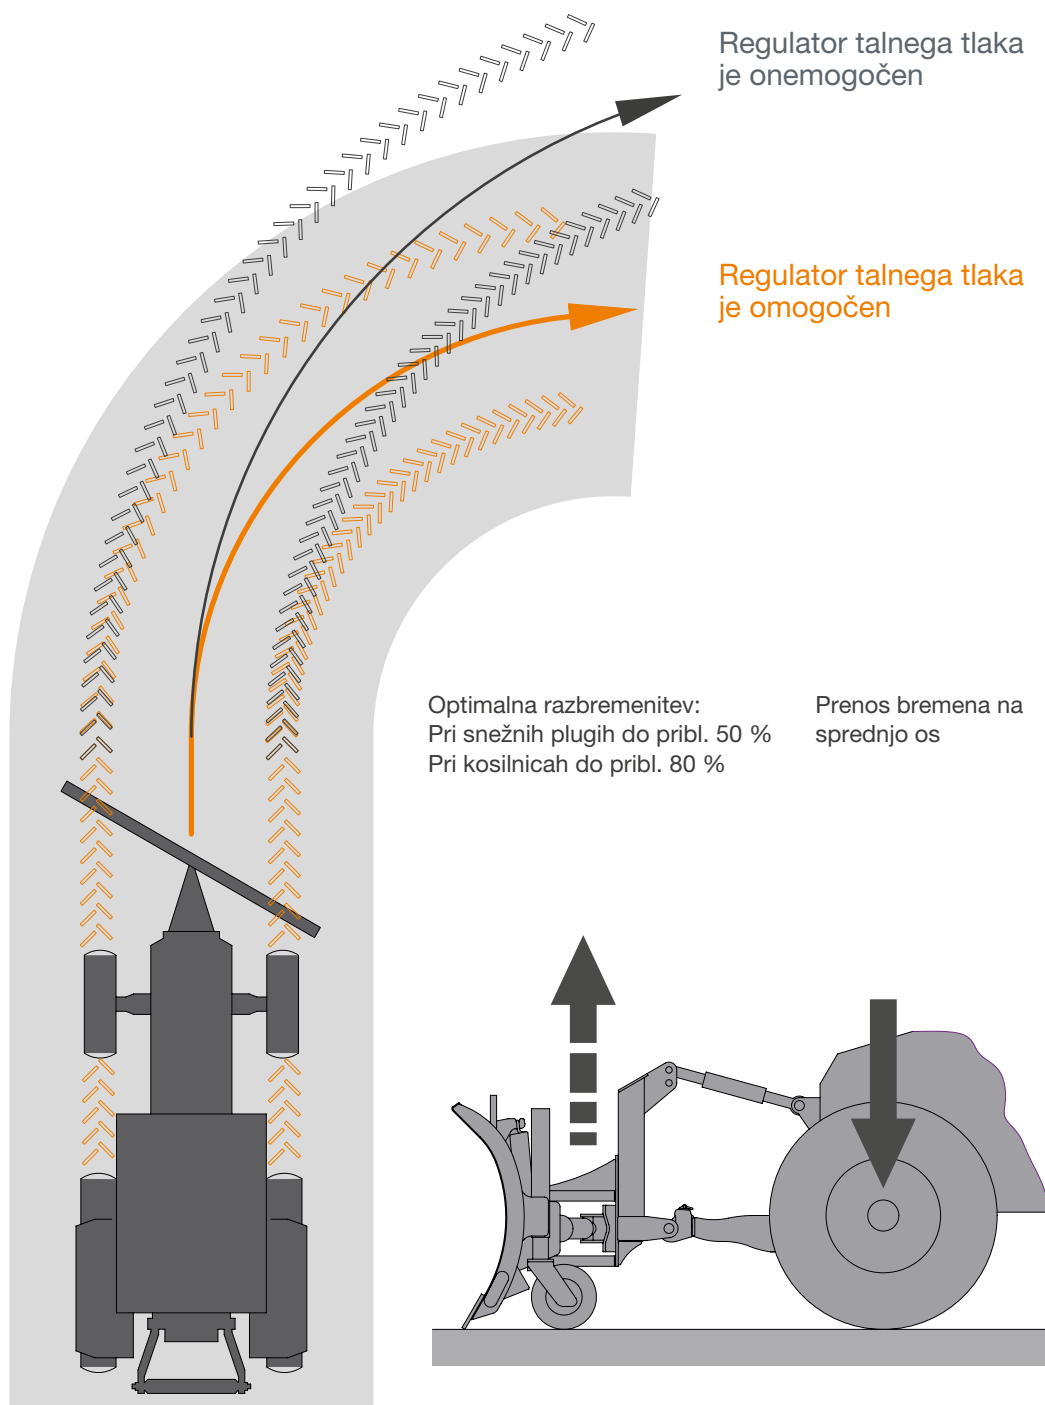 Regulator talnega tlaka
je onemogočen
Regulator talnega tlaka
je omogočen
Optimalna razbremenitev:
Pri snežnih plugih do pribl. 50 %
Pri kosilnicah do pribl. 80 %
Prenos bremena na
sprednjo os